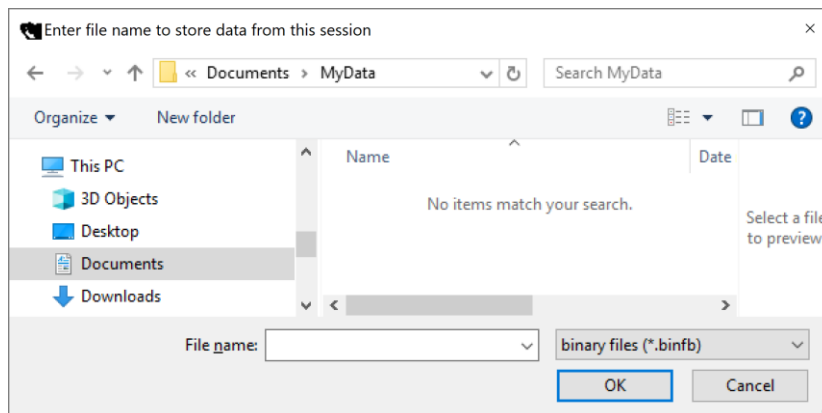 Enter file name to store data from this session
« Documents > MyData
Search MyData
Organize
New folder
?
This PC
3D Objects
Desktop
Documents
Downloads
Name
Date
No items match your search.
Select a file
to preview
File name:
binary files (*.binfb)
OK
Cancel